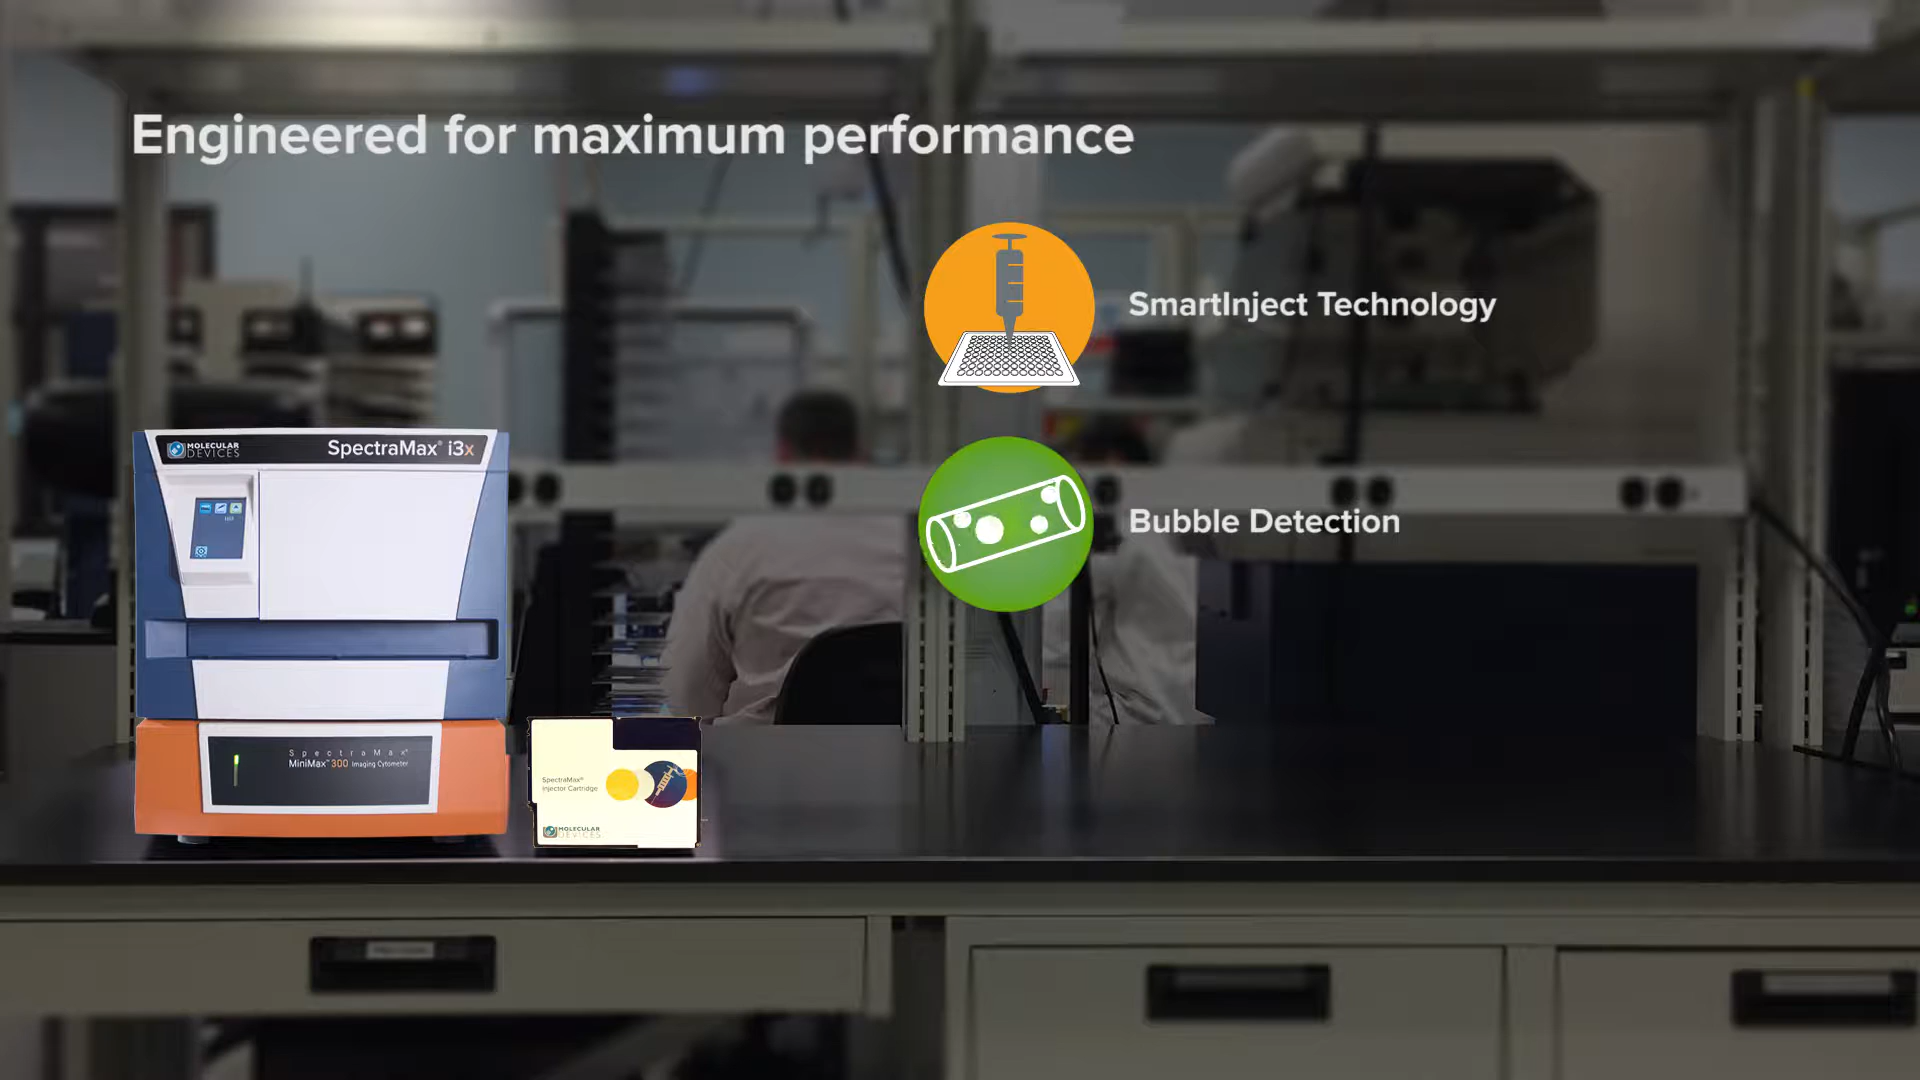 Engineered for maximum performance
SmartInject Technology
MOLECULAR
DEVICES
SpectraMax® i3x
Bubble Detection
SpectraMax®
MiniMax™ 300 Imaging Cytometer
SpectraMax®
Injector Cartridge
MOLECULAR
DEVICES